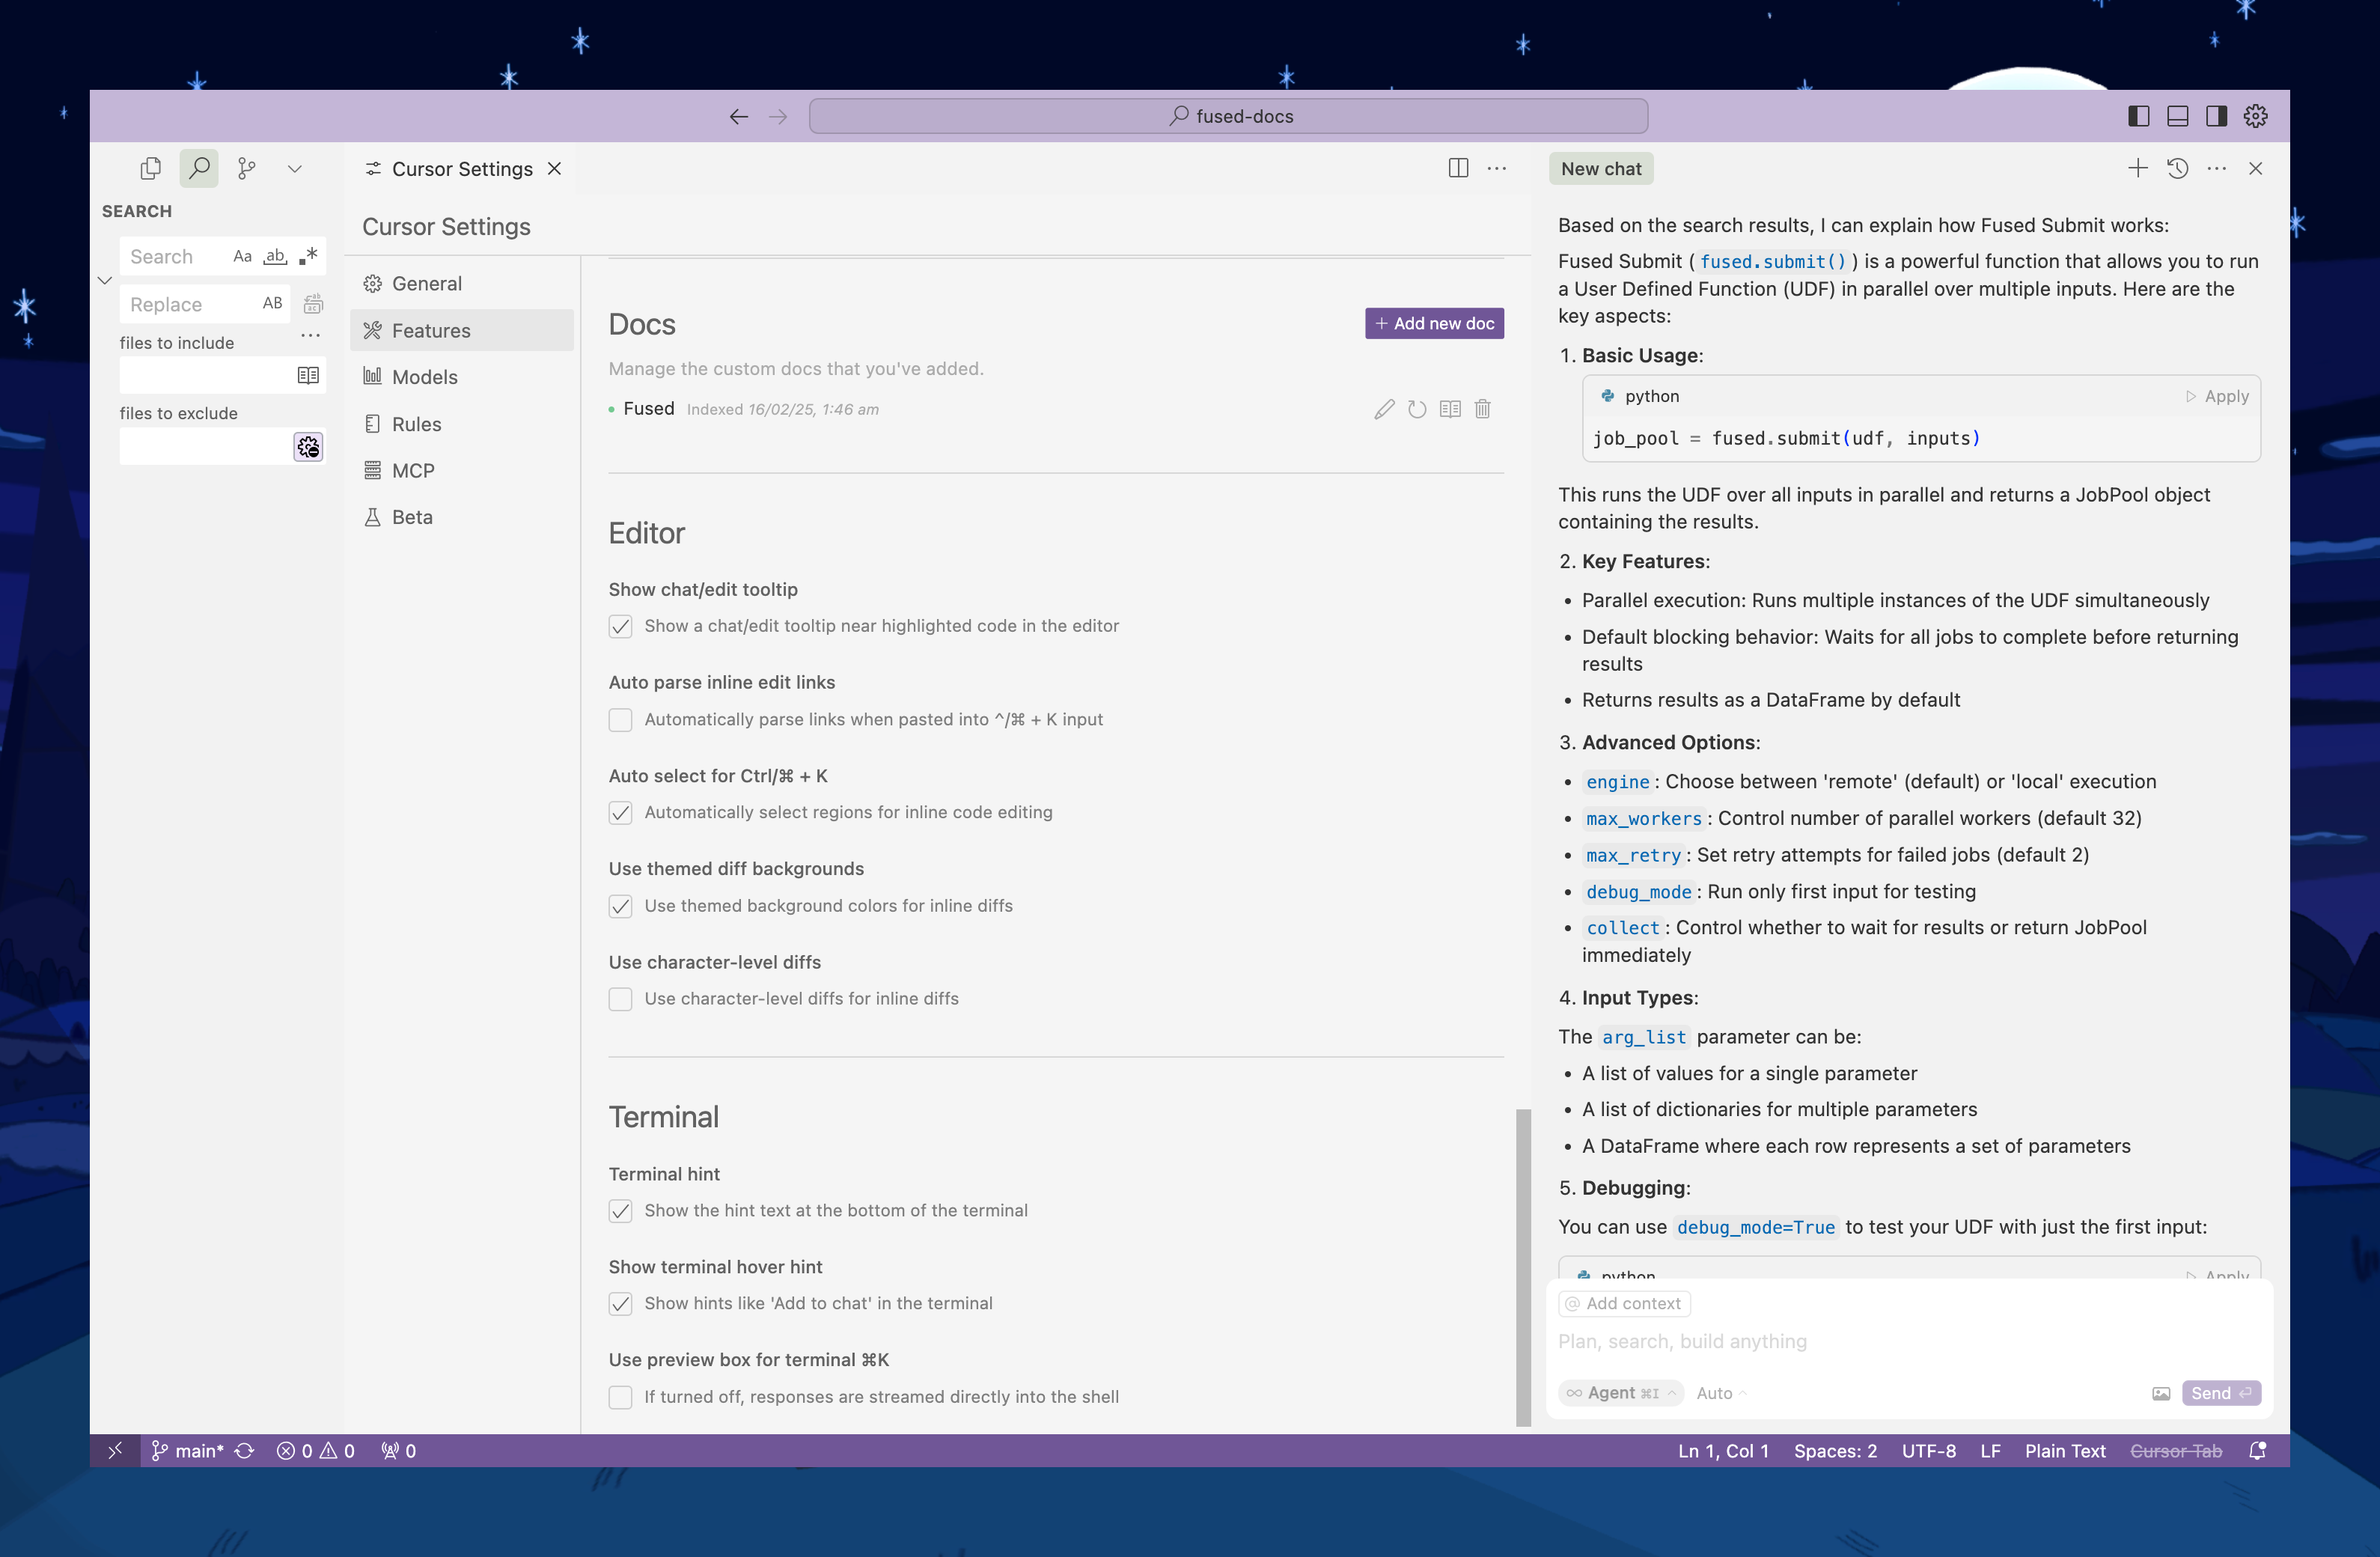 fused-docs
Cursor Settings
New chat
SEARCH
Search
Aa
ab
Replace
AB
files to include
files to exclude
Cursor Settings
General
Features
Models
Rules
MCP
Beta
Docs
+ Add new doc
Manage the custom docs that you've added.
Fused Indexed 16/02/25, 1:46 am
Editor
Show chat/edit tooltip
Show a chat/edit tooltip near highlighted code in the editor
Auto parse inline edit links
Automatically parse links when pasted into ^/⌘ + K input
Auto select for Ctrl/⌘ + K
Automatically select regions for inline code editing
Use themed diff backgrounds
Use themed background colors for inline diffs
Use character-level diffs
Use character-level diffs for inline diffs
Terminal
Terminal hint
Show the hint text at the bottom of the terminal
Show terminal hover hint
Show hints like 'Add to chat' in the terminal
Use preview box for terminal ⌘K
If turned off, responses are streamed directly into the shell
Based on the search results, I can explain how Fused Submit works:
Fused Submit ( fused.submit() ) is a powerful function that allows you to run
a User Defined Function (UDF) in parallel over multiple inputs. Here are the
key aspects:
1. Basic Usage:
python
Apply
job_pool = fused.submit(udf, inputs)
This runs the UDF over all inputs in parallel and returns a JobPool object
containing the results.
2. Key Features:
• Parallel execution: Runs multiple instances of the UDF simultaneously
• Default blocking behavior: Waits for all jobs to complete before returning
results
• Returns results as a DataFrame by default
3. Advanced Options:
• engine : Choose between 'remote' (default) or 'local' execution
• max_workers : Control number of parallel workers (default 32)
• max_retry : Set retry attempts for failed jobs (default 2)
• debug_mode : Run only first input for testing
• collect : Control whether to wait for results or return JobPool
immediately
4. Input Types:
The arg_list parameter can be:
• A list of values for a single parameter
• A list of dictionaries for multiple parameters
• A DataFrame where each row represents a set of parameters
5. Debugging:
You can use debug_mode=True to test your UDF with just the first input:
python
Apply
@ Add context
Plan, search, build anything
∞ Agent ⌘I
Auto
Send
main*
0
0
0
Ln 1, Col 1
Spaces: 2
UTF-8
LF
Plain Text
Cursor Tab